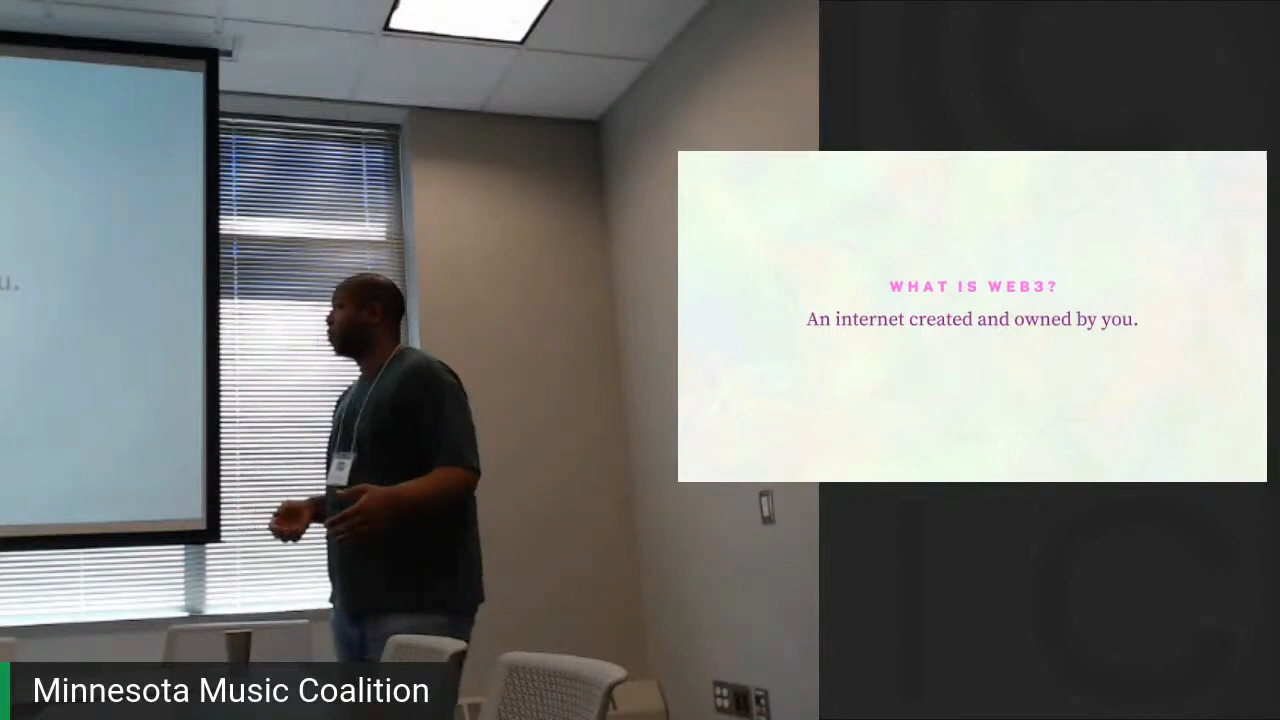 u.
WHAT IS WEB3?
An internet created and owned by you.
Minnesota Music Coalition